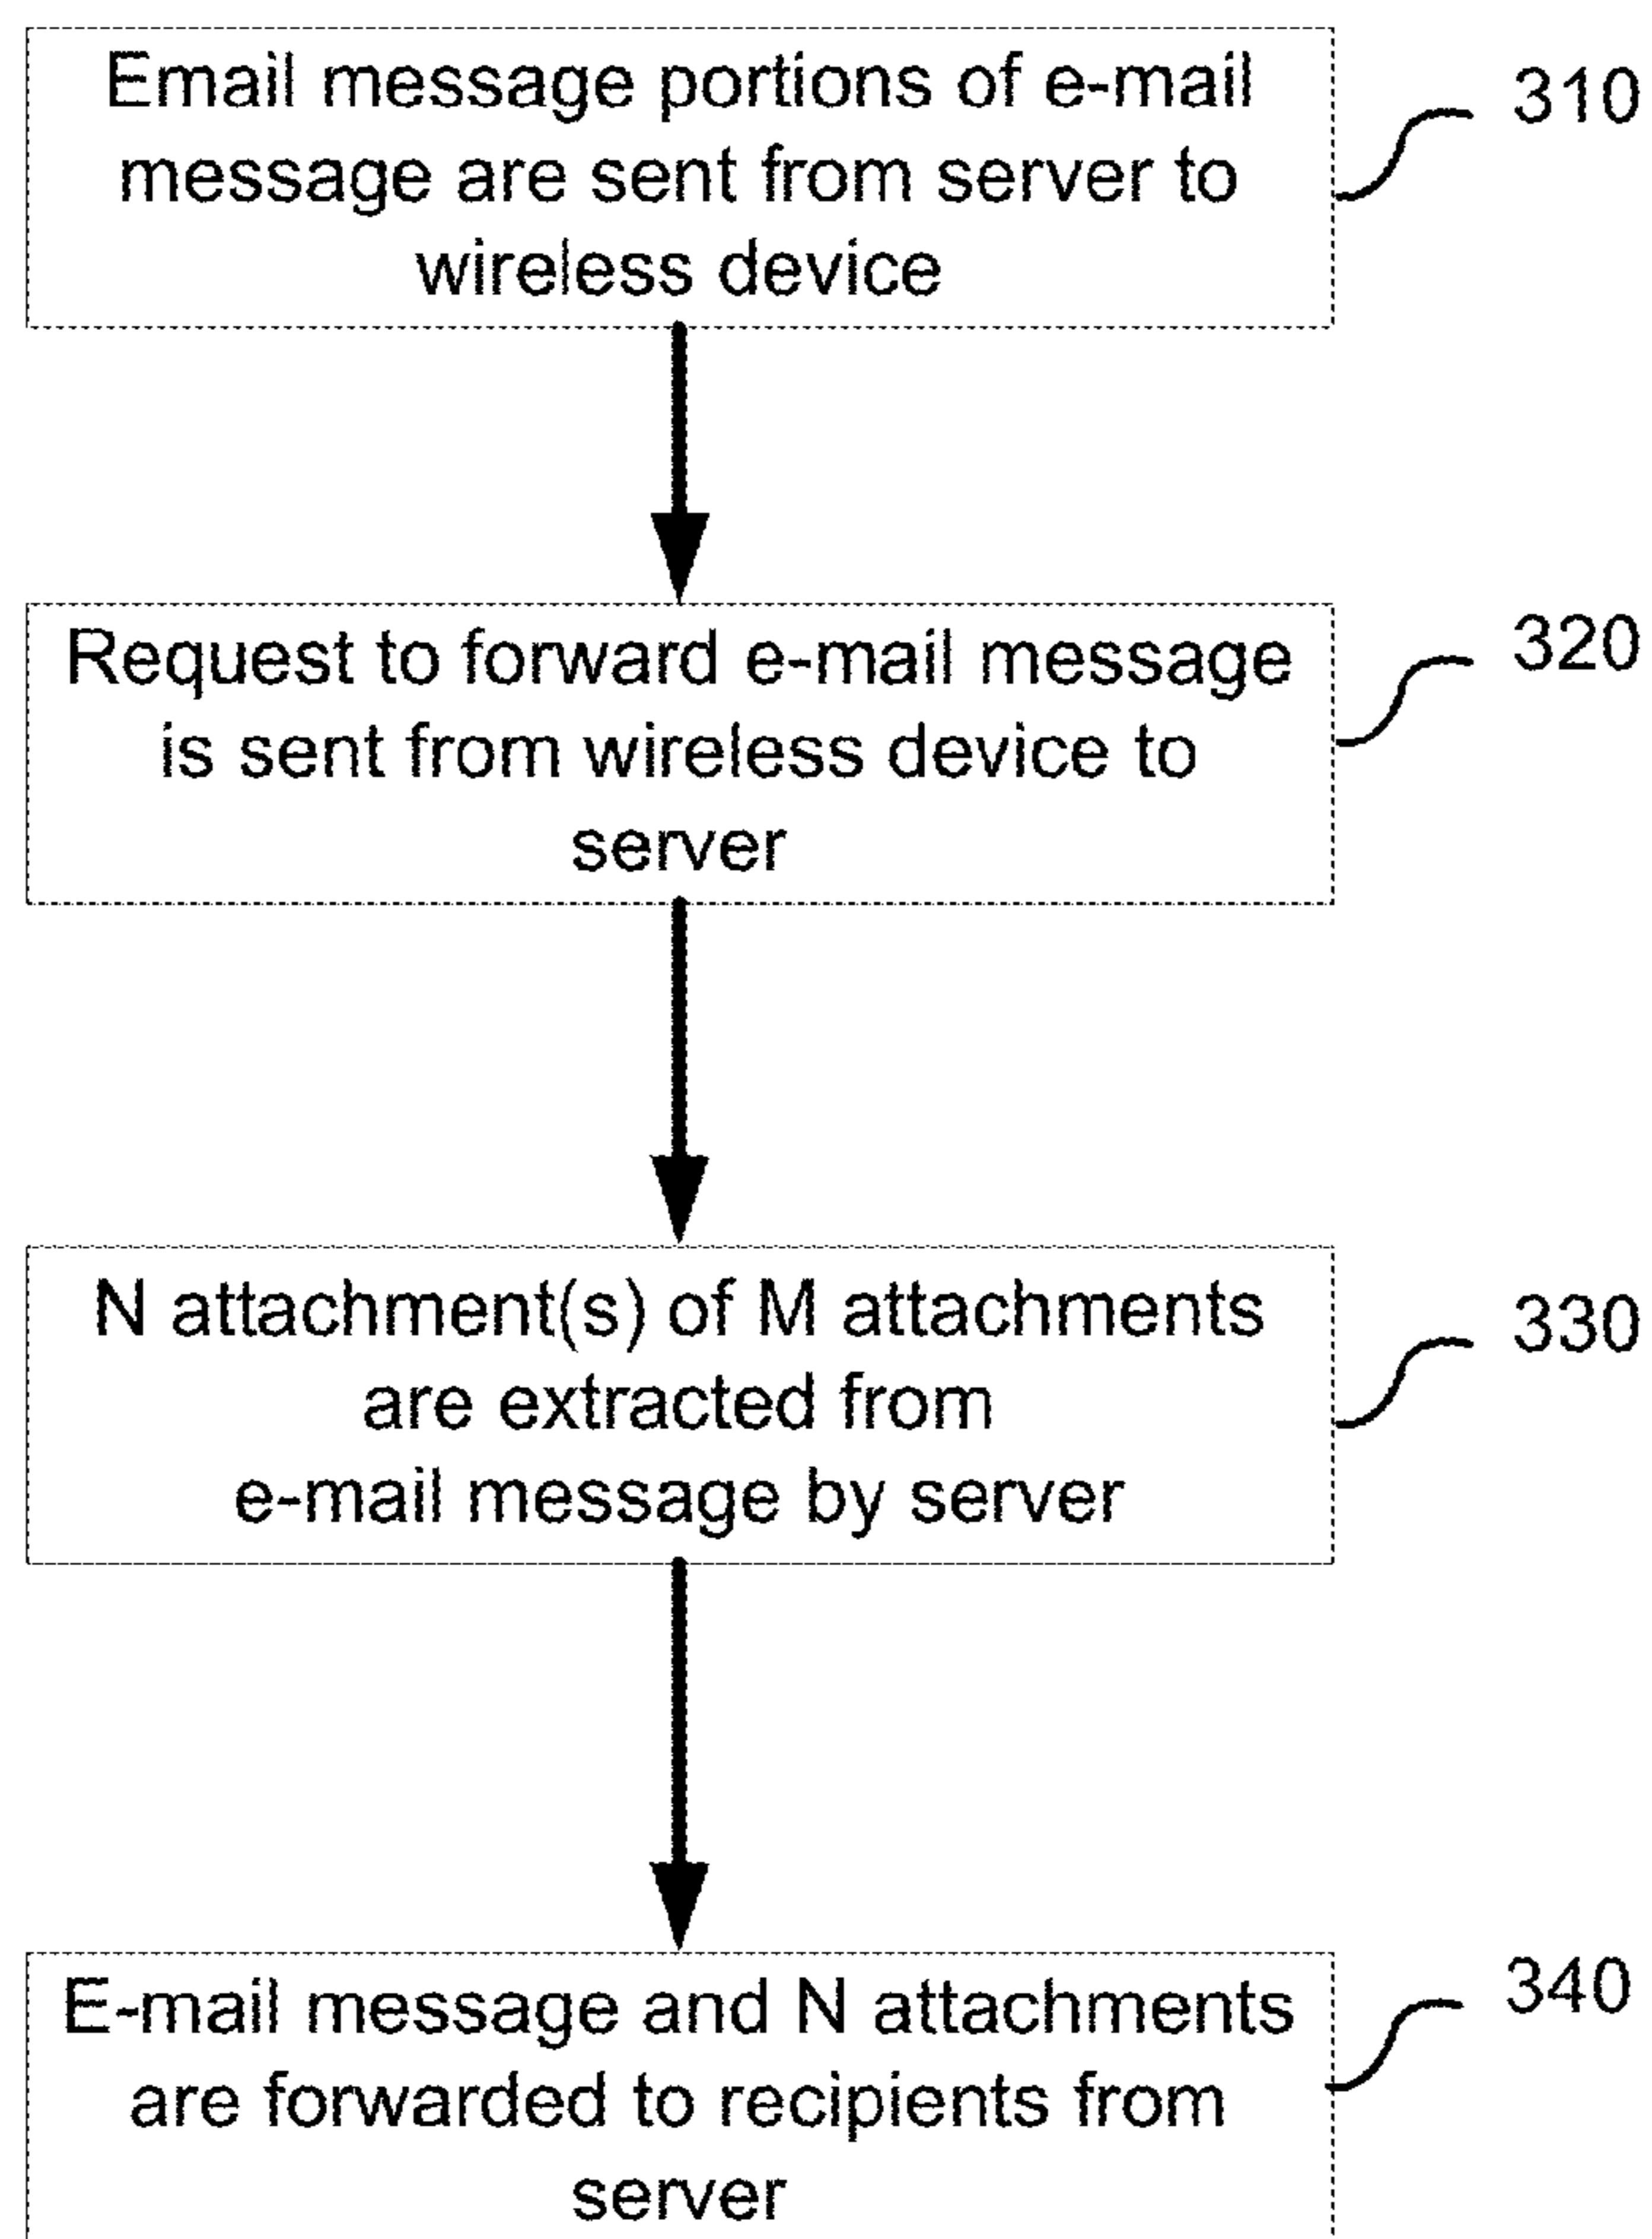 Email message portions of e-mail
message are sent from server to
wireless device
310
Request to forward e-mail message
is sent from wireless device to
server
320
N attachment(s) of M attachments
are extracted from
e-mail message by server
330
E-mail message and N attachments
are forwarded to recipients from
server
340